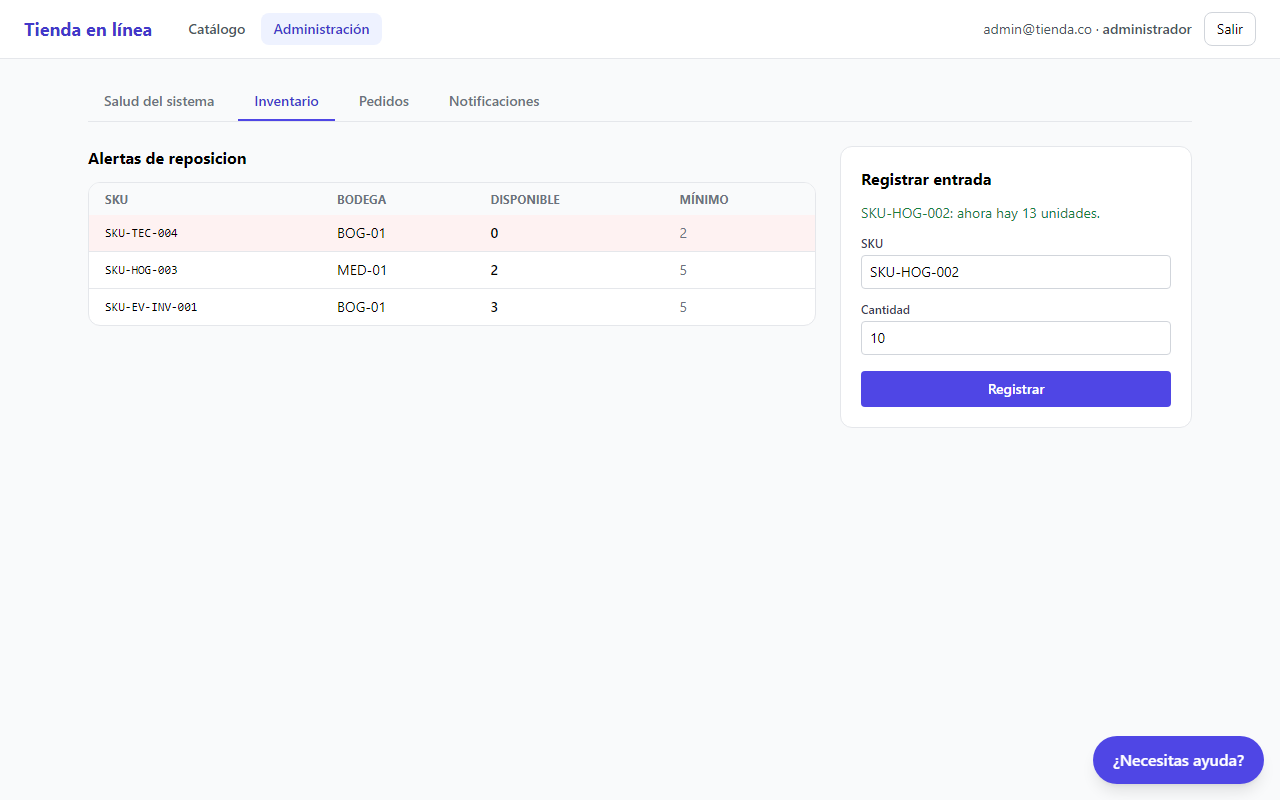 Tienda en línea
Catálogo
Administración
admin@tienda.co · administrador
Salir
Salud del sistema
Inventario
Pedidos
Notificaciones
Alertas de reposicion
SKU BODEGA DISPONIBLE MÍNIMO
SKU-TEC-004 BOG-01 0 2
SKU-HOG-003 MED-01 2 5
SKU-EV-INV-001 BOG-01 3 5
Registrar entrada
SKU-HOG-002: ahora hay 13 unidades.
SKU
SKU-HOG-002
Cantidad
10
Registrar
¿Necesitas ayuda?